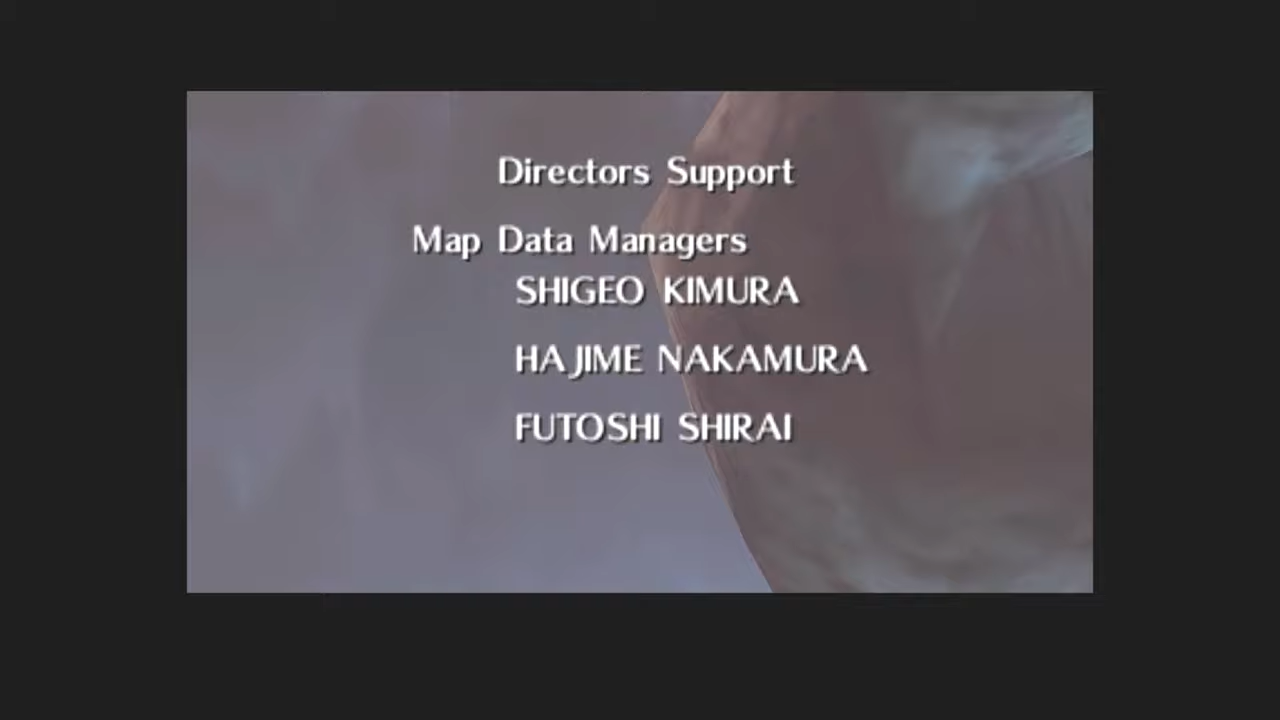 Directors Support
Map Data Managers
SHIGEO KIMURA
HAJIME NAKAMURA
FUTOSHI SHIRAI